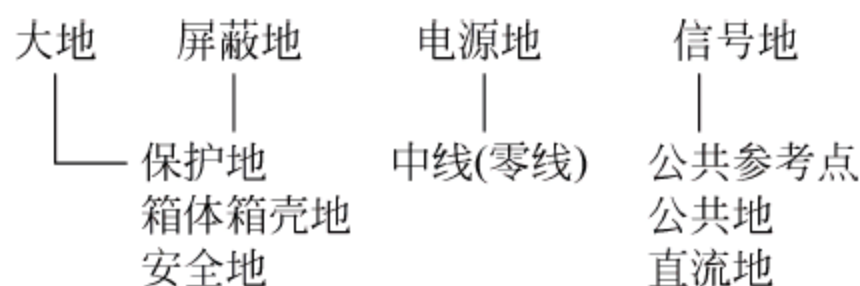 大地 屏蔽地 电源地 信号地
保护地 中线(零线) 公共参考点
箱体箱壳地 公共地
安全地 直流地